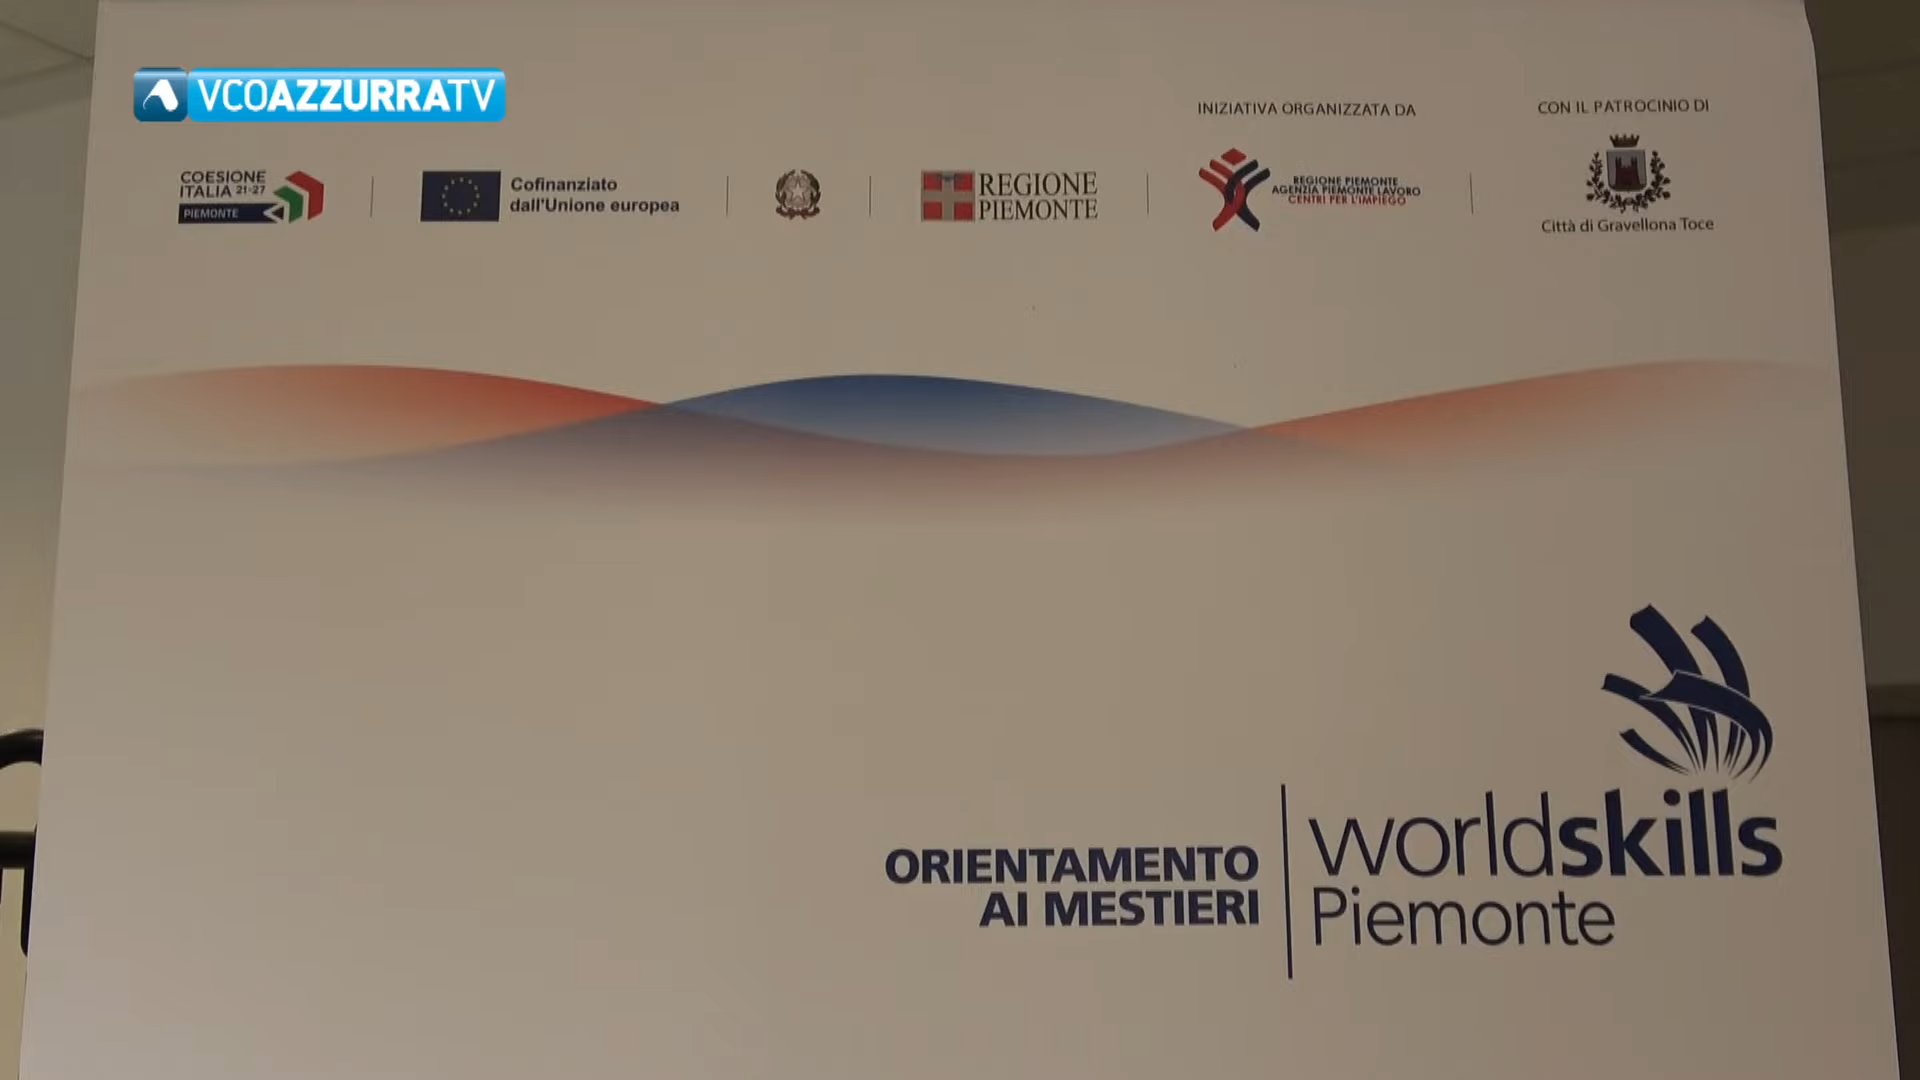 VCOAZZURRATV
INIZIATIVA ORGANIZZATA DA
CON IL PATROCINIO DI
COESIONE
ITALIA 21-27
PIEMONTE
Cofinanziato
dall'Unione europea
REGIONE
PIEMONTE
REGIONE PIEMONTE
AGENZIA PIEMONTE LAVORO
CENTRI PER L'IMPIEGO
Città di Gravellona Toce
ORIENTAMENTO
AI MESTIERI
worldskills
Piemonte